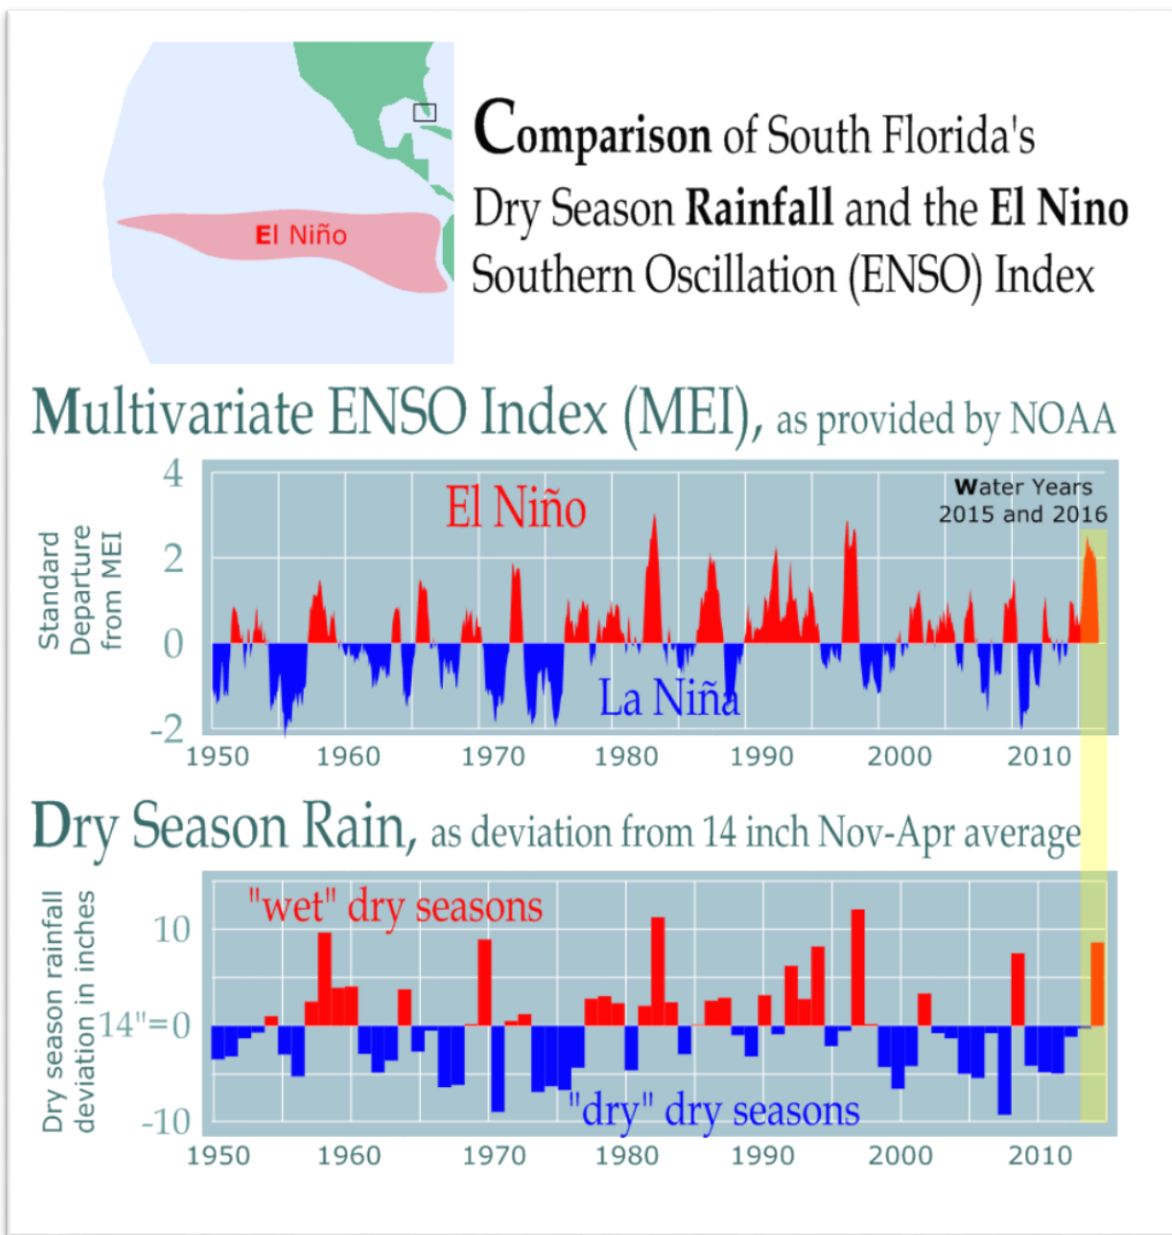 Comparison of South Florida's
Dry Season Rainfall and the El Nino
Southern Oscillation (ENSO) Index
El Niño
Multivariate ENSO Index (MEI), as provided by NOAA
Standard
Departure
from MEI
4
2
0
-2
El Niño
La Niña
Water Years
2015 and 2016
1950 1960 1970 1980 1990 2000 2010
Dry Season Rain, as deviation from 14 inch Nov-Apr average
Dry season rainfall
deviation in inches
10
14"=0
-10
"wet" dry seasons
"dry" dry seasons
1950 1960 1970 1980 1990 2000 2010